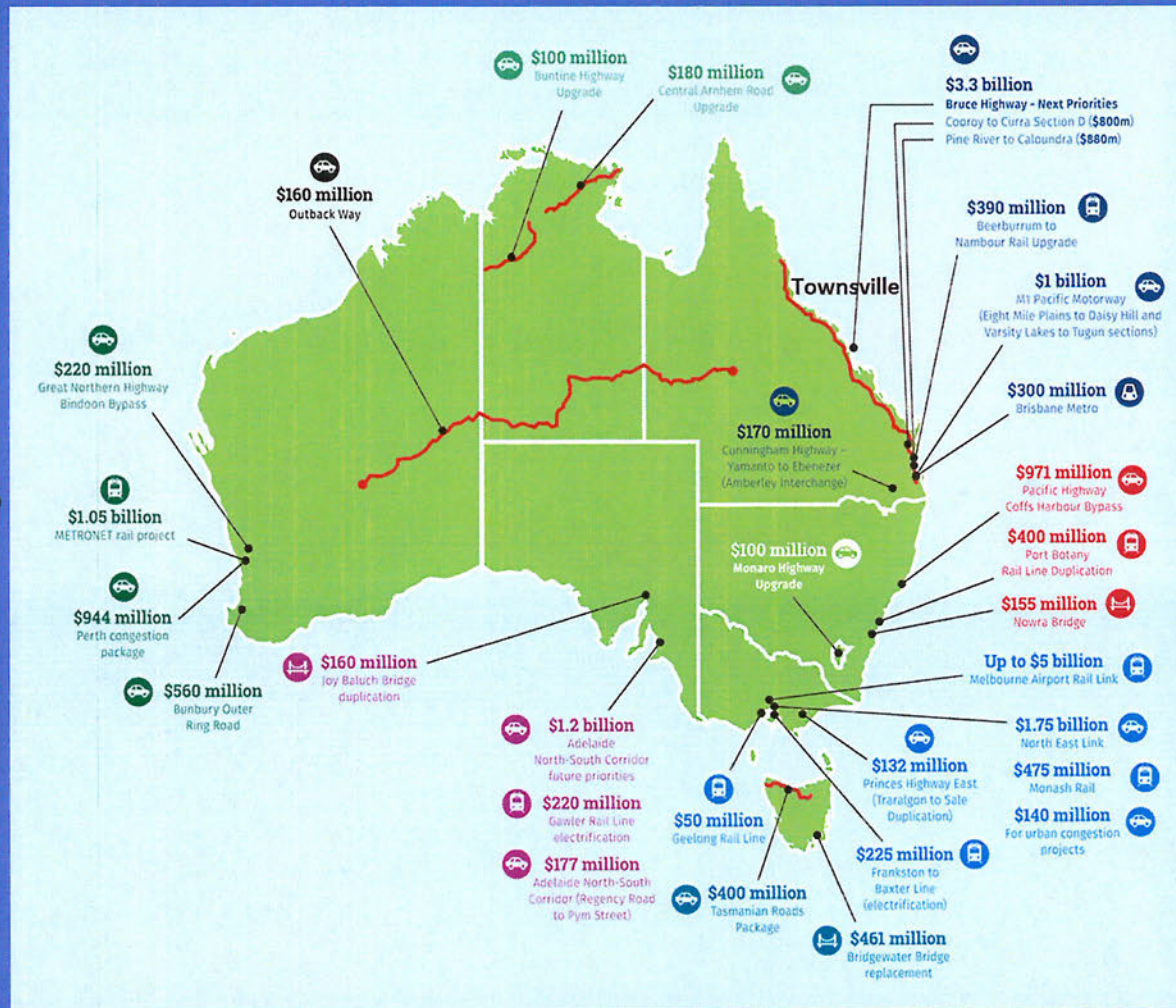 $100 million
Buntine Highway
Upgrade
$180 million
Central Arnhem Road
Upgrade
$3.3 billion
Bruce Highway - Next Priorities
Cooroy to Curra Section D ($800m)
Pine River to Caloundra ($880m)
$160 million
Outback Way
$390 million
Beerburrum to
Nambour Rail Upgrade
Townsville
$1 billion
M1 Pacific Motorway
(Eight Mile Plains to Daisy Hill and
Varsity Lakes to Tugun sections)
$220 million
Great Northern Highway
Bindoon Bypass
$300 million
Brisbane Metro
$170 million
Cunningham Highway -
Yamanto to Ebenezer
(Amberley Interchange)
$971 million
Pacific Highway
Coffs Harbour Bypass
$1.05 billion
METRONET rail project
$400 million
Port Botany
Rail Line Duplication
$100 million
Monaro Highway
Upgrade
$944 million
Perth congestion
package
$155 million
Nowra Bridge
$160 million
Joy Baluch Bridge
duplication
Up to $5 billion
Melbourne Airport Rail Link
$560 million
Bunbury Outer
Ring Road
$1.2 billion
Adelaide
North-South Corridor
future priorities
$1.75 billion
North East Link
$132 million
Princes Highway East
(Traralgon to Sale
Duplication)
$475 million
Monash Rail
$220 million
Gawler Rail Line
electrification
$50 million
Geelong Rail Line
$140 million
For urban congestion
projects
$177 million
Adelaide North-South
Corridor (Regency Road
to Pym Street)
$225 million
Frankston to
Baxter Line
(electrification)
$400 million
Tasmanian Roads
Package
$461 million
Bridgewater Bridge
replacement